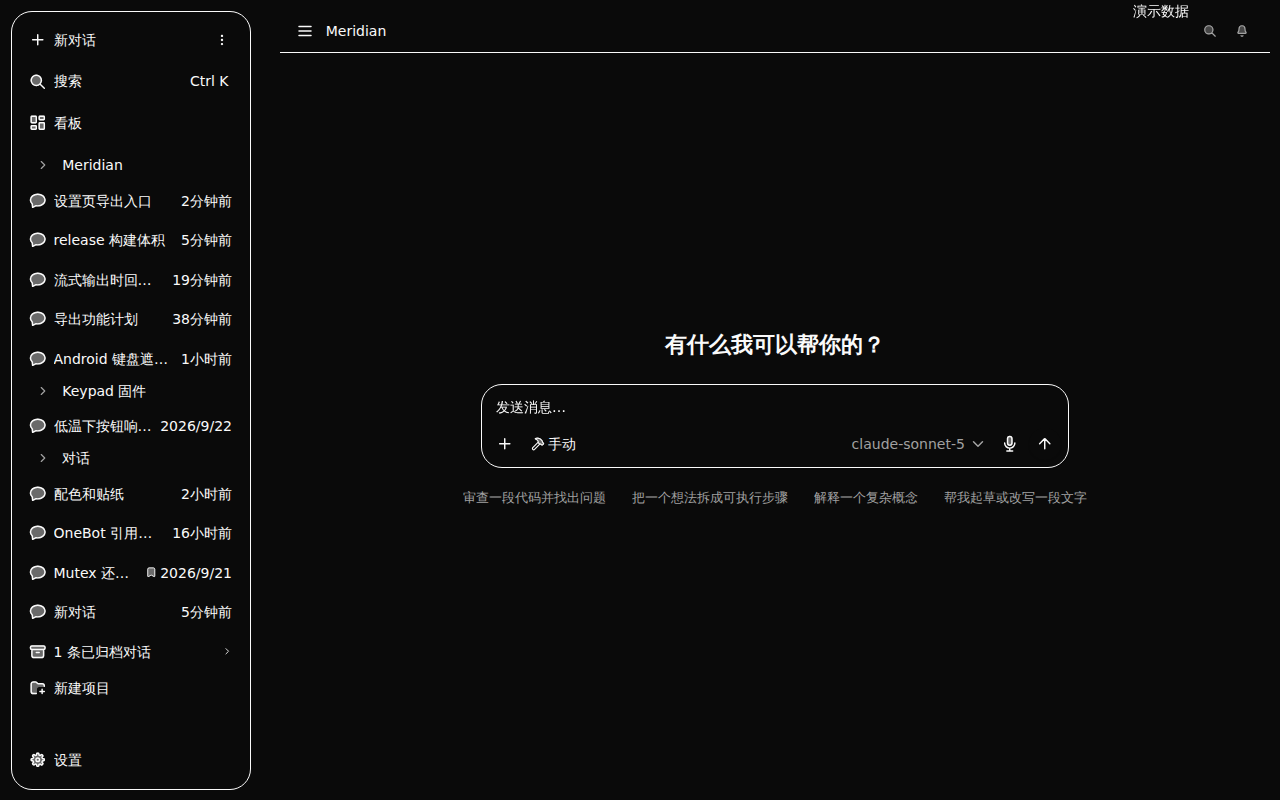 新对话
搜索 Ctrl K
看板
Meridian
设置页导出入口 2分钟前
release 构建体积 5分钟前
流式输出时回… 19分钟前
导出功能计划 38分钟前
Android 键盘遮… 1小时前
Keypad 固件
低温下按钮响… 2026/9/22
对话
配色和贴纸 2小时前
OneBot 引用… 16小时前
Mutex 还… 2026/9/21
新对话 5分钟前
1 条已归档对话
新建项目
设置
Meridian
演示数据
有什么我可以帮你的？
发送消息…
手动 claude-sonnet-5
审查一段代码并找出问题 把一个想法拆成可执行步骤 解释一个复杂概念 帮我起草或改写一段文字